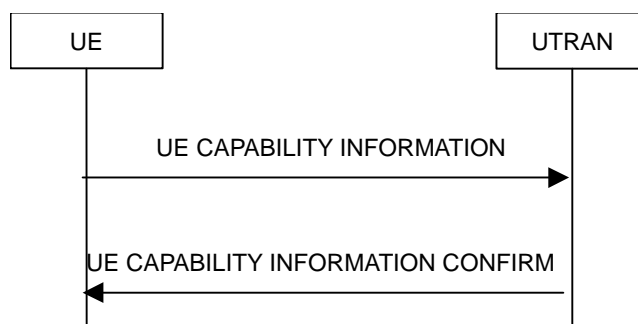 UE
UTRAN
UE CAPABILITY INFORMATION
UE CAPABILITY INFORMATION CONFIRM